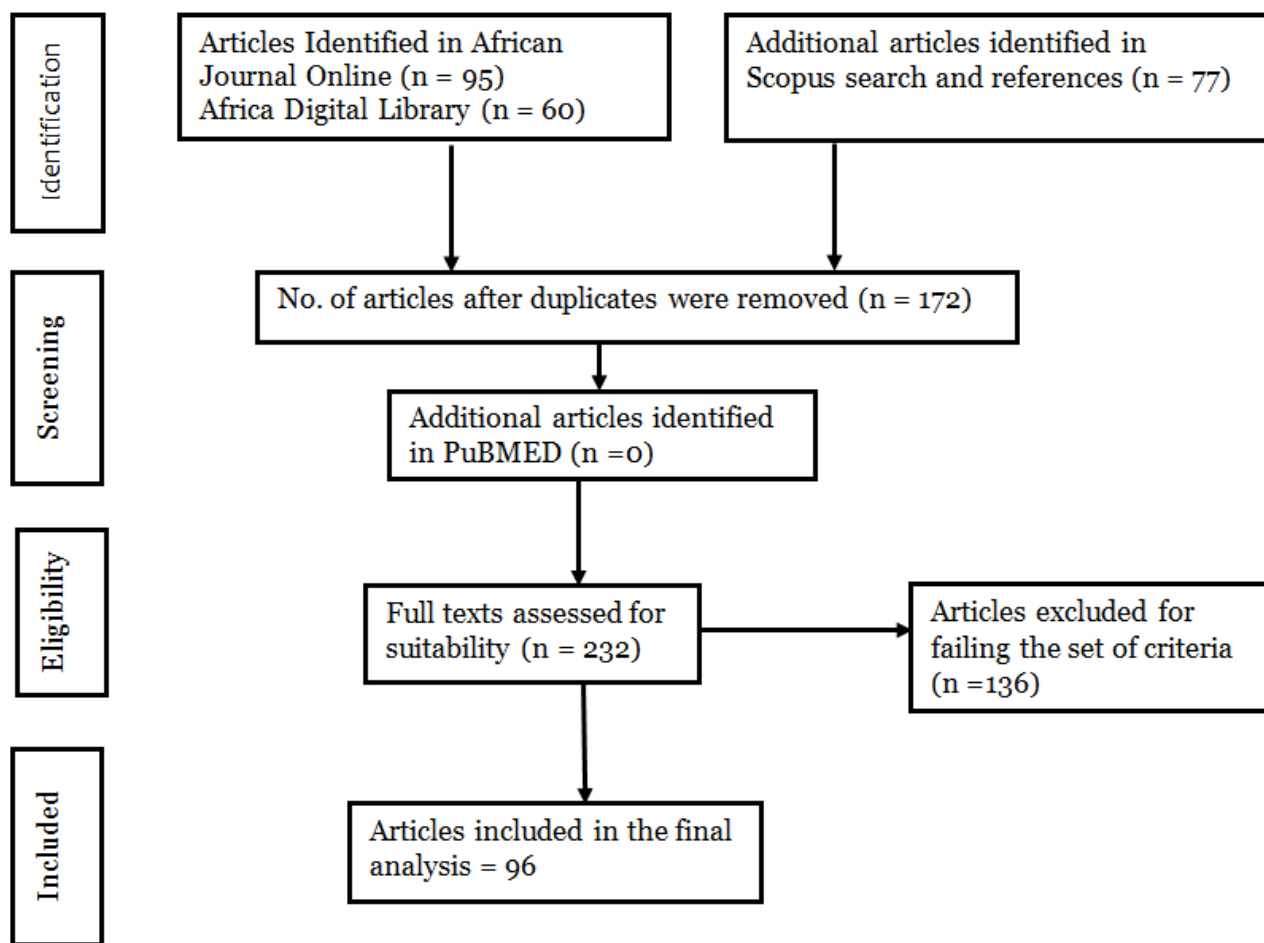 Identification
Articles Identified in African
Journal Online (n = 95)
Africa Digital Library (n = 60)
Additional articles identified in
Scopus search and references (n = 77)
Screening
No. of articles after duplicates were removed (n = 172)
Additional articles identified
in PuBMED (n =0)
Eligibility
Full texts assessed for
suitability (n = 232)
Articles excluded for
failing the set of criteria
(n =136)
Included
Articles included in the final
analysis = 96